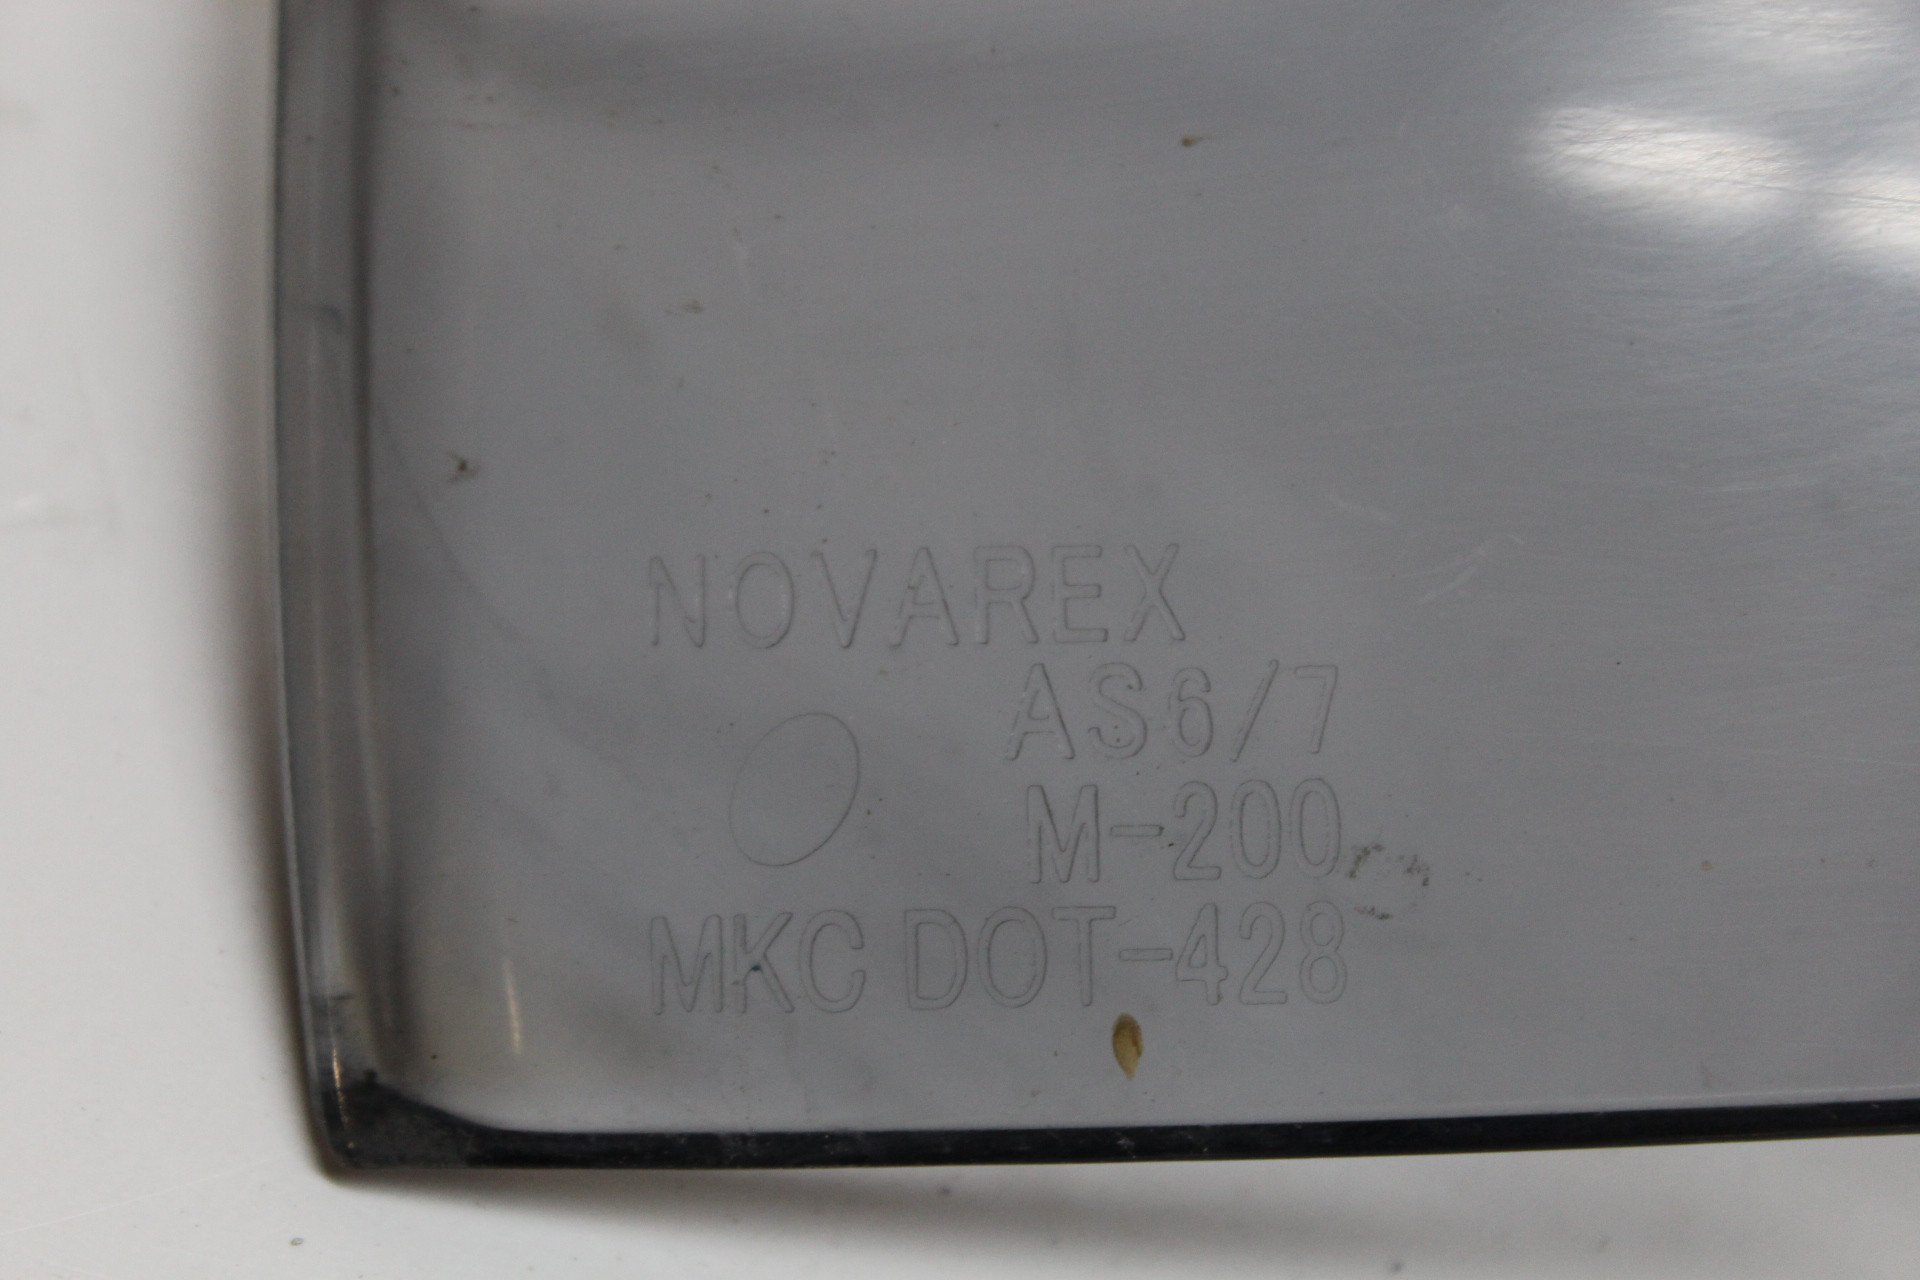 NOVAREX
AS6/7
M-200
MKC DOT-428